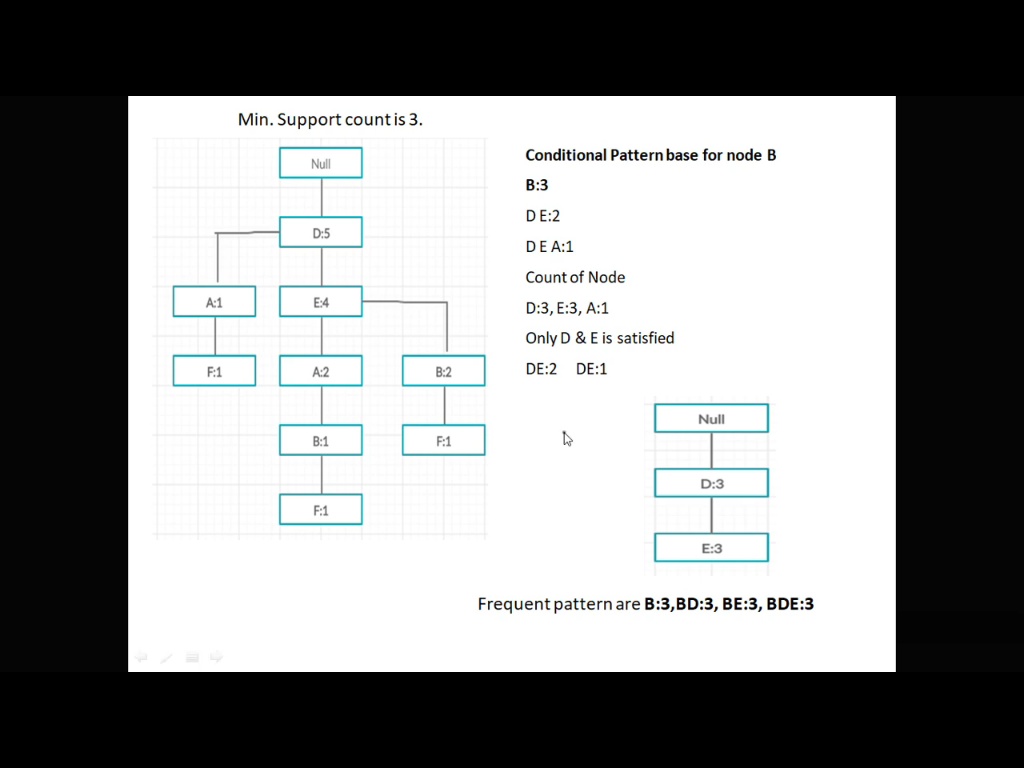 Min. Support count is 3.
Null
D:5
A:1
E:4
F:1
A:2
B:2
B:1
F:1
F:1
Conditional Pattern base for node B
B:3
D E:2
D E A:1
Count of Node
D:3, E:3, A:1
Only D & E is satisfied
DE:2 DE:1
Null
D:3
E:3
Frequent pattern are B:3,BD:3, BE:3, BDE:3